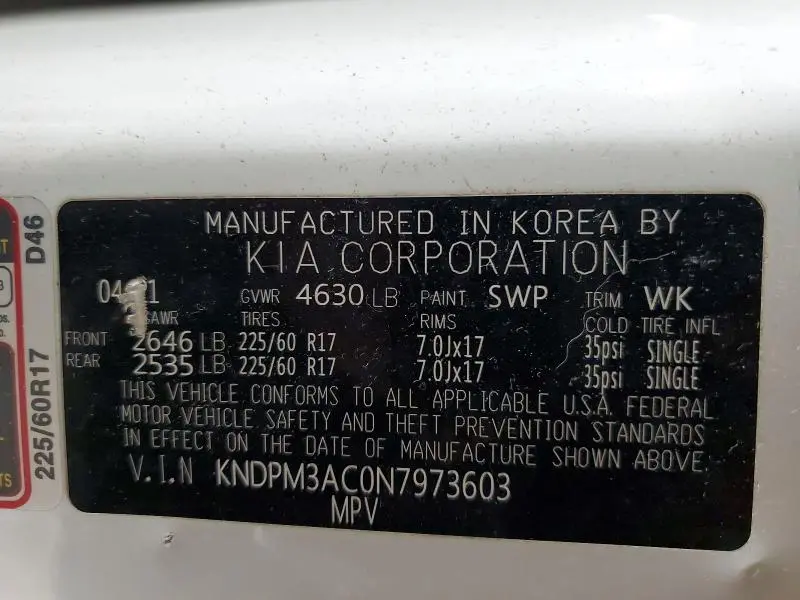 MANUFACTURED IN KOREA BY
KIA CORPORATION
GVWR 4630 LB PAINT SWP TRIM WK
GAWR TIRES RIMS COLD TIRE INFL
FRONT 2646 LB 225/60 R17 7.0Jx17 35psi SINGLE
REAR 2535 LB 225/60 R17 7.0Jx17 35psi SINGLE
THIS VEHICLE CONFORMS TO ALL APPLICABLE U.S.A. FEDERAL
MOTOR VEHICLE SAFETY AND THEFT PREVENTION STANDARDS
IN EFFECT ON THE DATE OF MANUFACTURE SHOWN ABOVE
V.I.N KNDPM3AC0N7973603
MPV
225/60R17 D46